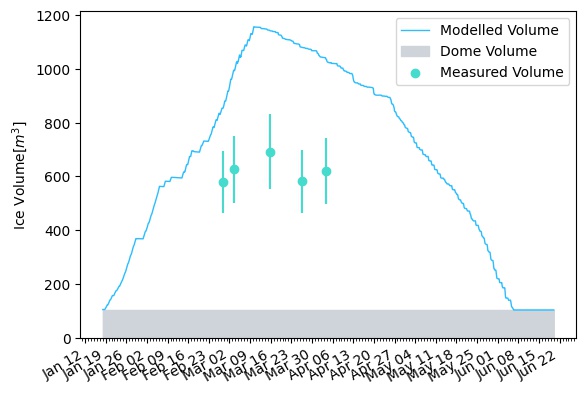 1200
1000
800
600
400
200
0
Ice Volume[m³]
Modelled Volume
Dome Volume
Measured Volume
Jan 12
Jan 19
Jan 26
Feb 02
Feb 09
Feb 16
Feb 23
Mar 02
Mar 09
Mar 16
Mar 23
Mar 30
Apr 06
Apr 13
Apr 20
Apr 27
May 04
May 11
May 18
May 25
Jun 01
Jun 08
Jun 15
Jun 22